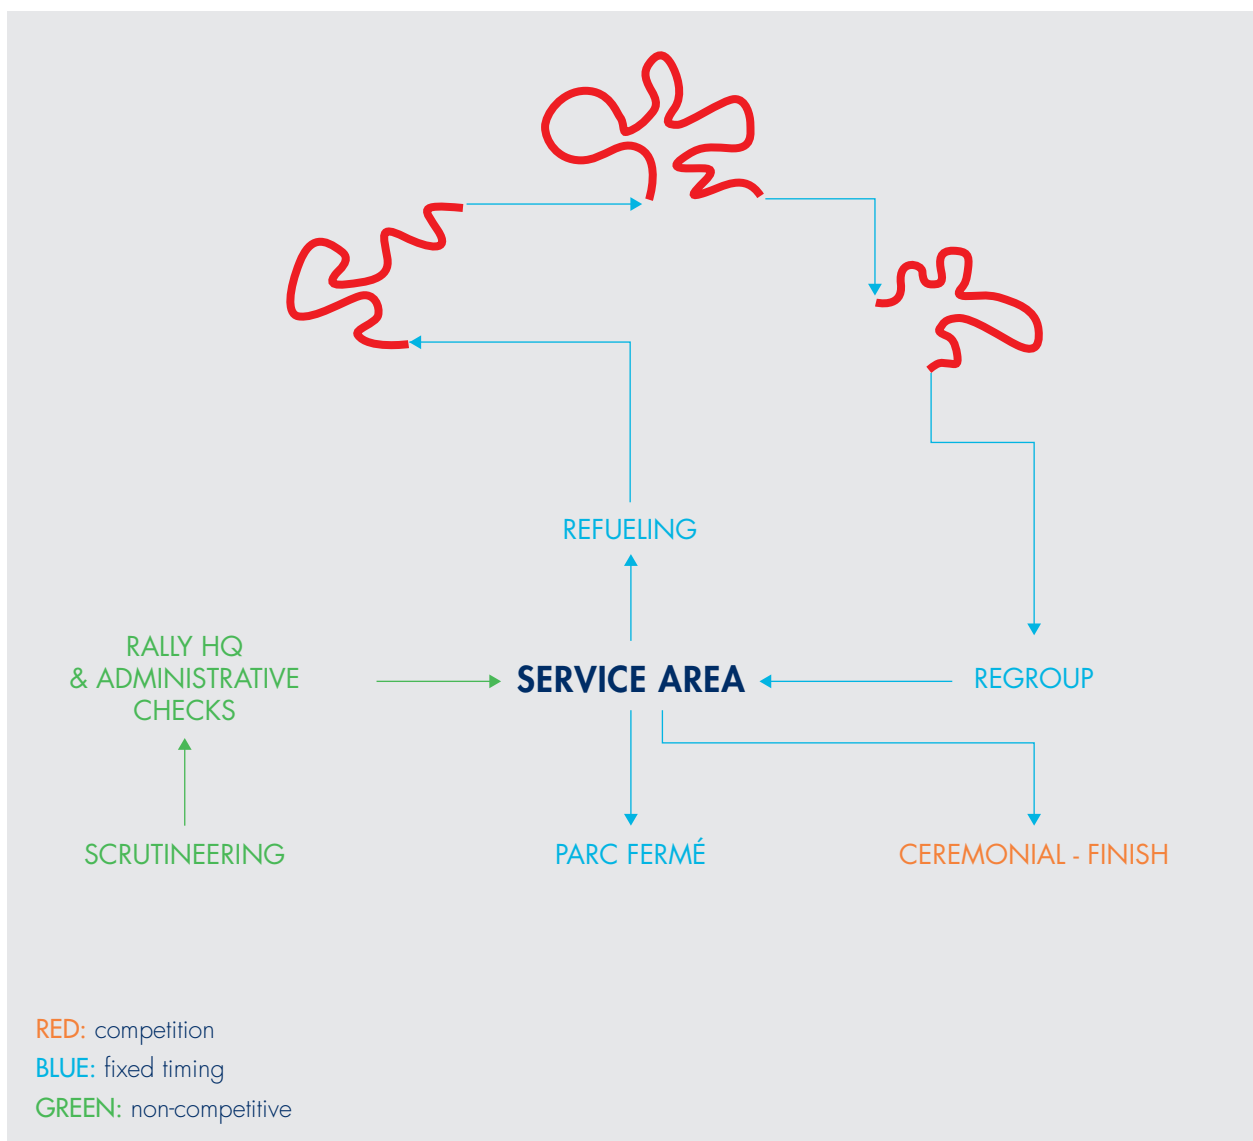 REFUELING
RALLY HQ
& ADMINISTRATIVE
CHECKS
SERVICE AREA
REGROUP
SCRUTINEERING
PARC FERMÉ
CEREMONIAL - FINISH
RED: competition
BLUE: fixed timing
GREEN: non-competitive